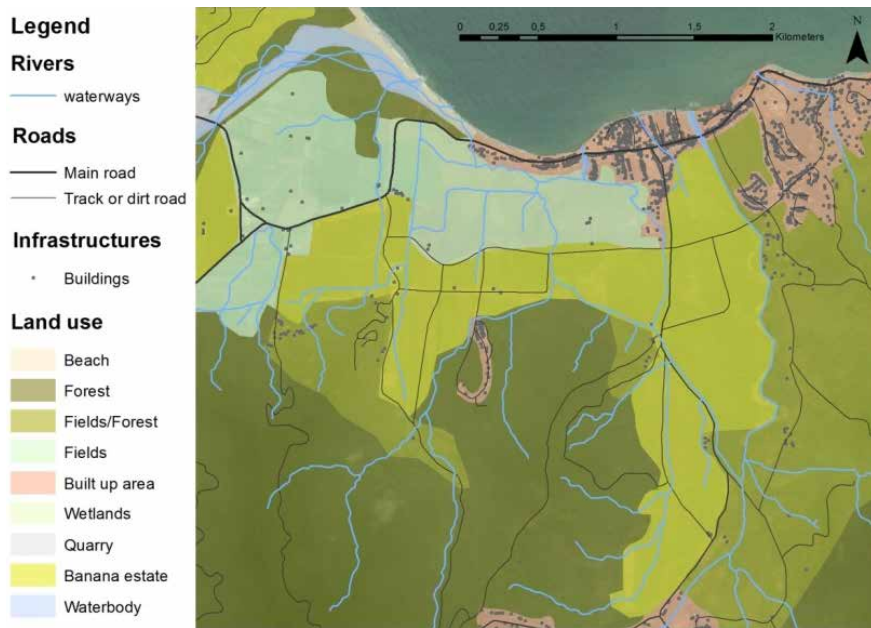 Legend
Rivers
waterways
Roads
Main road
Track or dirt road
Infrastructures
Buildings
Land use
Beach
Forest
Fields/Forest
Fields
Built up area
Wetlands
Quarry
Banana estate
Waterbody
0 0,25 0,5 1 1,5 2
Kilometers
N